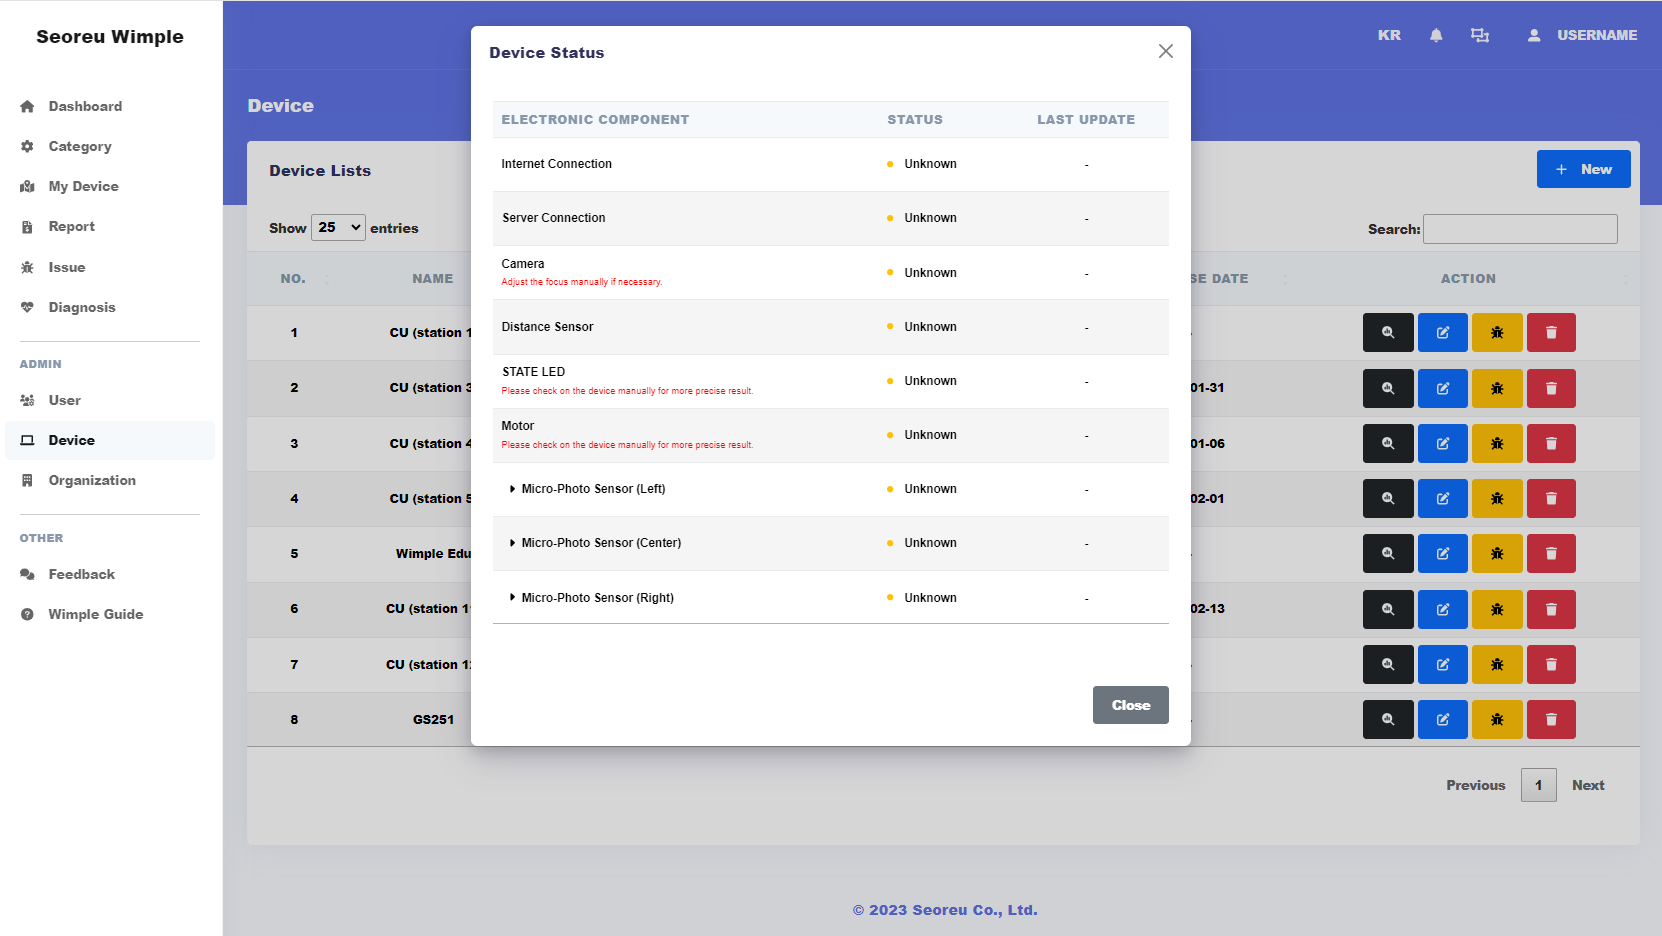 Seoreu Wimple
KR
USERNAME
Dashboard
Category
My Device
Report
Issue
Diagnosis
ADMIN
User
Device
Organization
OTHER
Feedback
Wimple Guide
Device
Device Lists
+ New
Show 25 entries
Search:
NO. NAME SE DATE ACTION
1 CU (station 1
2 CU (station 3 01-31
3 CU (station 4 01-06
4 CU (station 5 02-01
5 Wimple Edu
6 CU (station 1 02-13
7 CU (station 1
8 GS251
Previous 1 Next
© 2023 Seoreu Co., Ltd.
Device Status
ELECTRONIC COMPONENT STATUS LAST UPDATE
Internet Connection Unknown -
Server Connection Unknown -
Camera
Adjust the focus manually if necessary.
Unknown -
Distance Sensor Unknown -
STATE LED
Please check on the device manually for more precise result.
Unknown -
Motor
Please check on the device manually for more precise result.
Unknown -
Micro-Photo Sensor (Left) Unknown -
Micro-Photo Sensor (Center) Unknown -
Micro-Photo Sensor (Right) Unknown -
Close